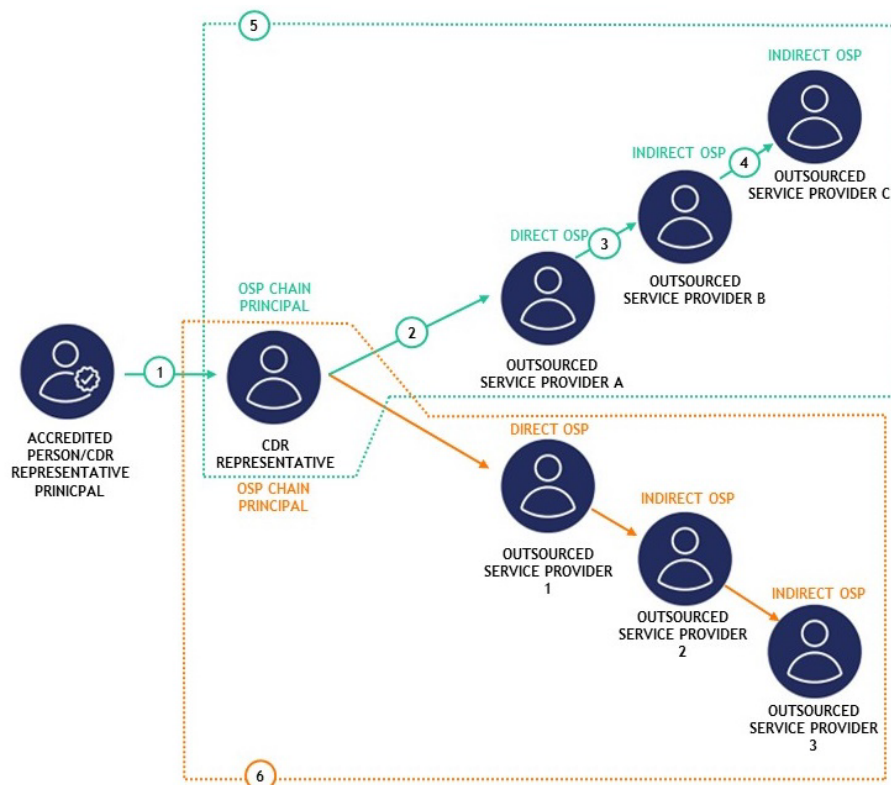 5
INDIRECT OSP
OUTSOURCED
SERVICE PROVIDER C
4
INDIRECT OSP
OUTSOURCED
SERVICE PROVIDER B
3
DIRECT OSP
OUTSOURCED
SERVICE PROVIDER A
2
OSP CHAIN
PRINCIPAL
1
ACCREDITED
PERSON/CDR
REPRESENTATIVE
PRINICPAL
CDR
REPRESENTATIVE
OSP CHAIN
PRINCIPAL
DIRECT OSP
OUTSOURCED
SERVICE PROVIDER
1
INDIRECT OSP
OUTSOURCED
SERVICE PROVIDER
2
INDIRECT OSP
OUTSOURCED
SERVICE PROVIDER
3
6